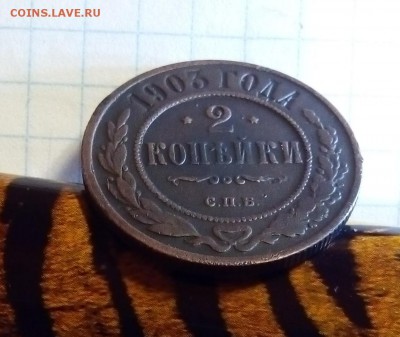 COINS.LAVE.RU
1903 ГОДА
* 2 *
КОПѢЙКИ
С.П.Б.